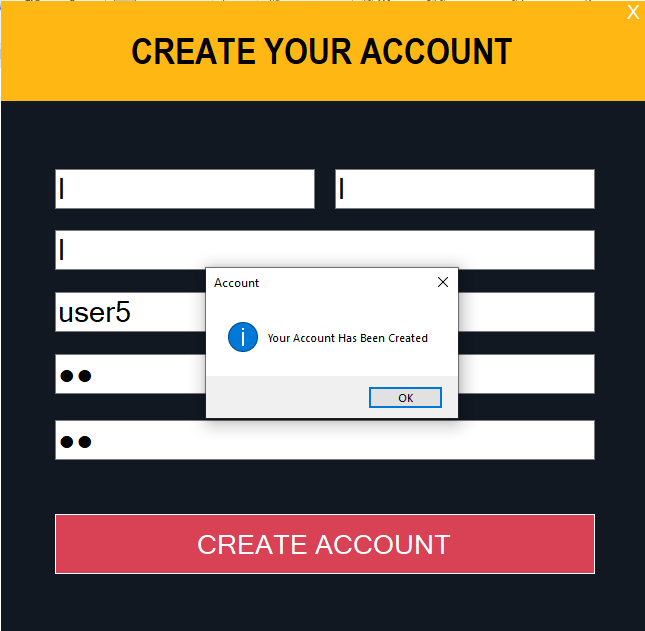 X
CREATE YOUR ACCOUNT
l
l
l
user5
●●
●●
Account
Your Account Has Been Created
OK
CREATE ACCOUNT